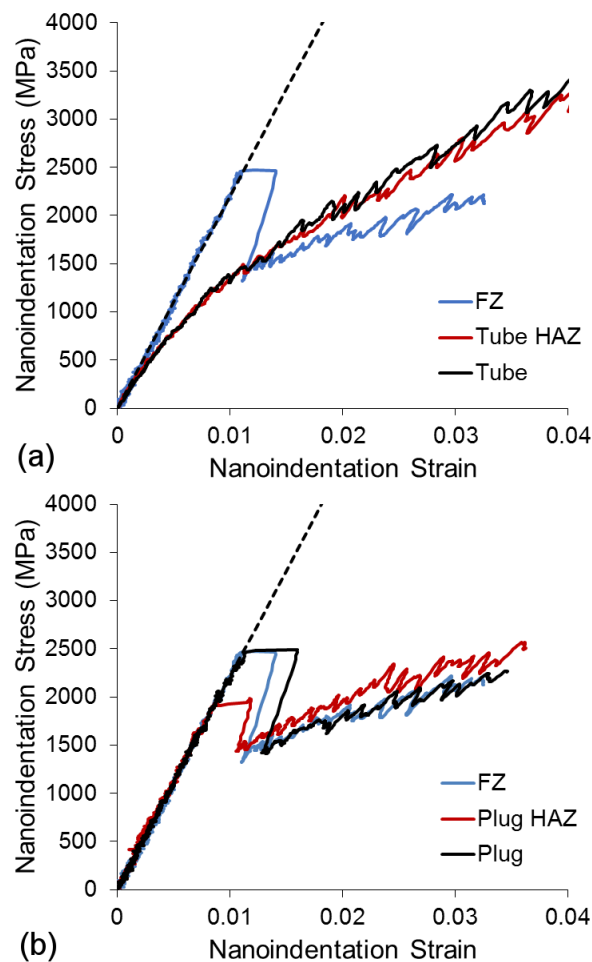 Nanoindentation Stress (MPa)
4000
3500
3000
2500
2000
1500
1000
500
0
0 0.01 0.02 0.03 0.04
FZ
Tube HAZ
Tube
(a)
Nanoindentation Strain
Nanoindentation Stress (MPa)
4000
3500
3000
2500
2000
1500
1000
500
0
0 0.01 0.02 0.03 0.04
FZ
Plug HAZ
Plug
(b)
Nanoindentation Strain